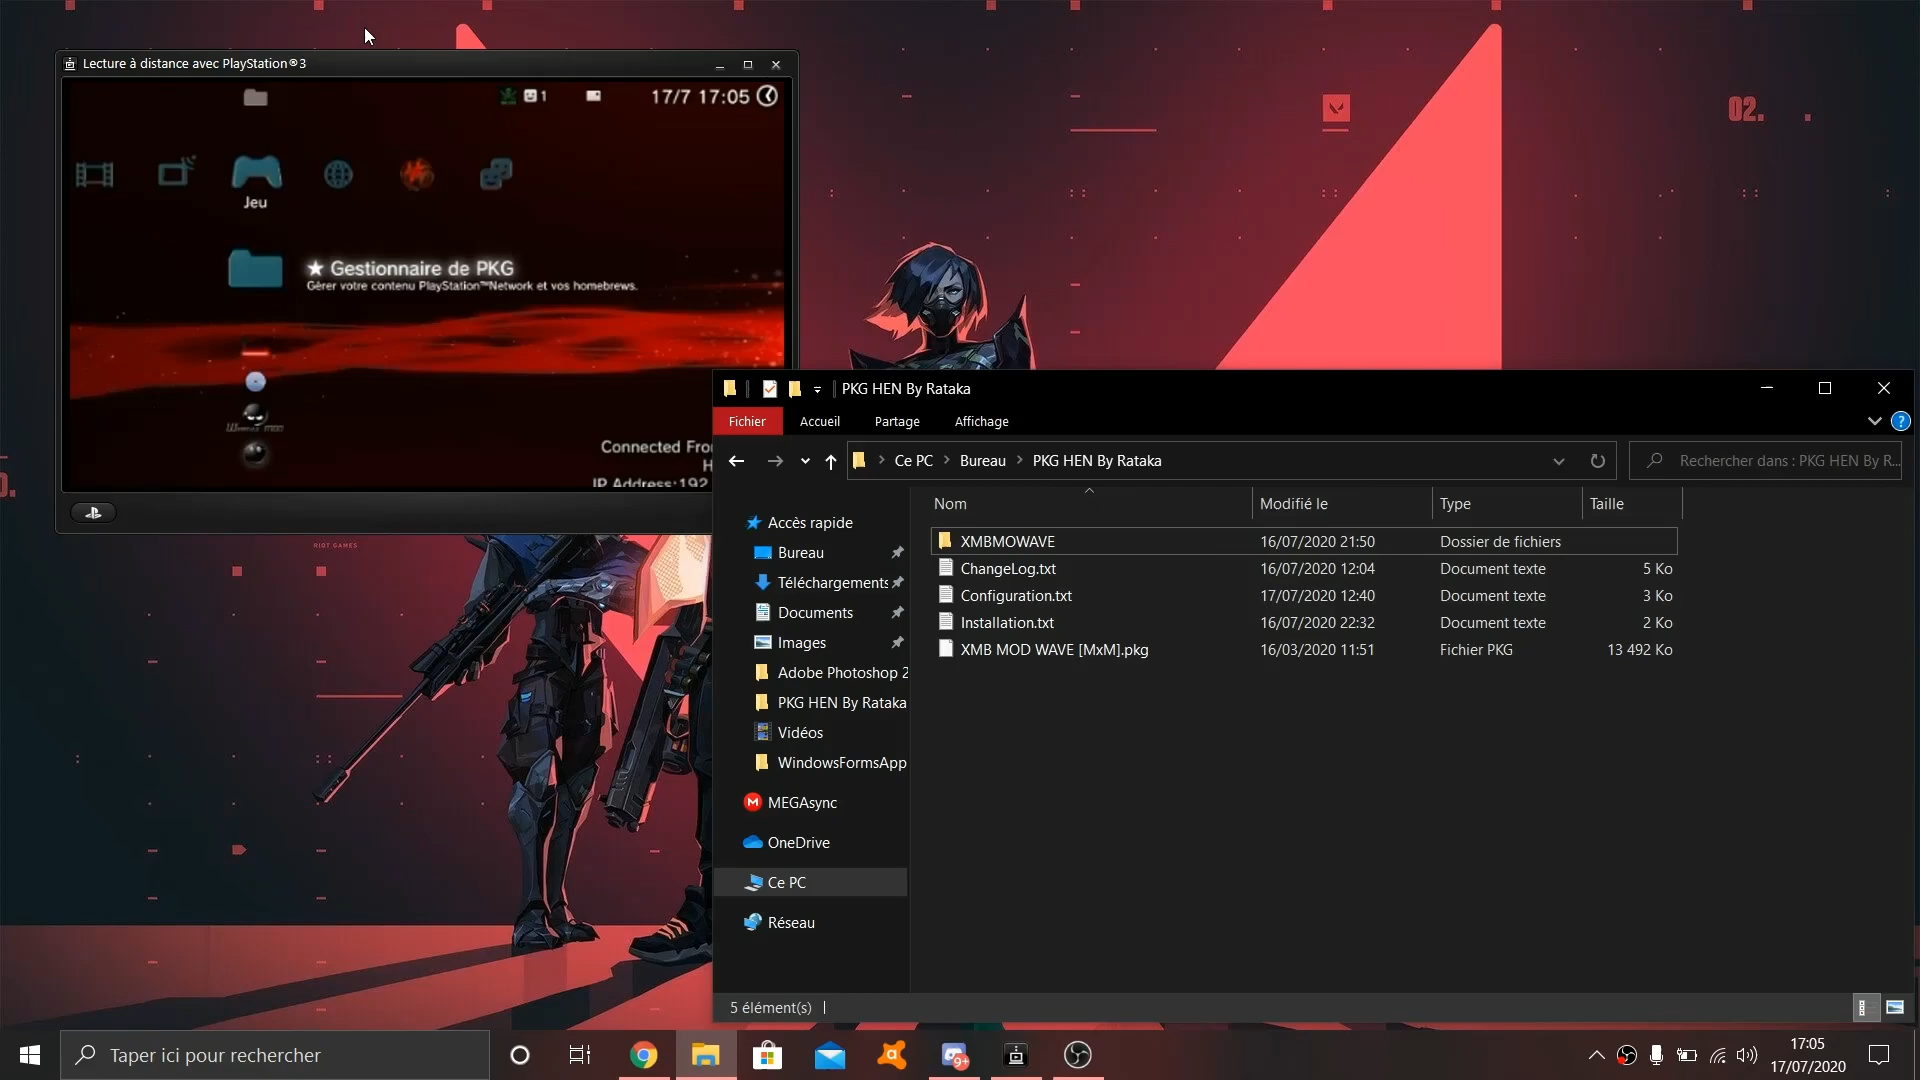 Lecture à distance avec PlayStation®3
1
17/7 17:05
Jeu
★ Gestionnaire de PKG
Gérer votre contenu PlayStation™Network et vos homebrews.
Connected Fro
H
IP Address:192
02.
RIOT GAMES
PKG HEN By Rataka
Fichier
Accueil
Partage
Affichage
Ce PC
Bureau
PKG HEN By Rataka
Rechercher dans : PKG HEN By R...
Nom
Modifié le
Type
Taille
XMBMOWAVE 16/07/2020 21:50 Dossier de fichiers
ChangeLog.txt 16/07/2020 12:04 Document texte 5 Ko
Configuration.txt 17/07/2020 12:40 Document texte 3 Ko
Installation.txt 16/07/2020 22:32 Document texte 2 Ko
XMB MOD WAVE [MxM].pkg 16/03/2020 11:51 Fichier PKG 13 492 Ko
Accès rapide
Bureau
Téléchargements
Documents
Images
Adobe Photoshop 2
PKG HEN By Rataka
Vidéos
WindowsFormsApp
MEGAsync
OneDrive
Ce PC
Réseau
5 élément(s)
Taper ici pour rechercher
9+
17:05
17/07/2020